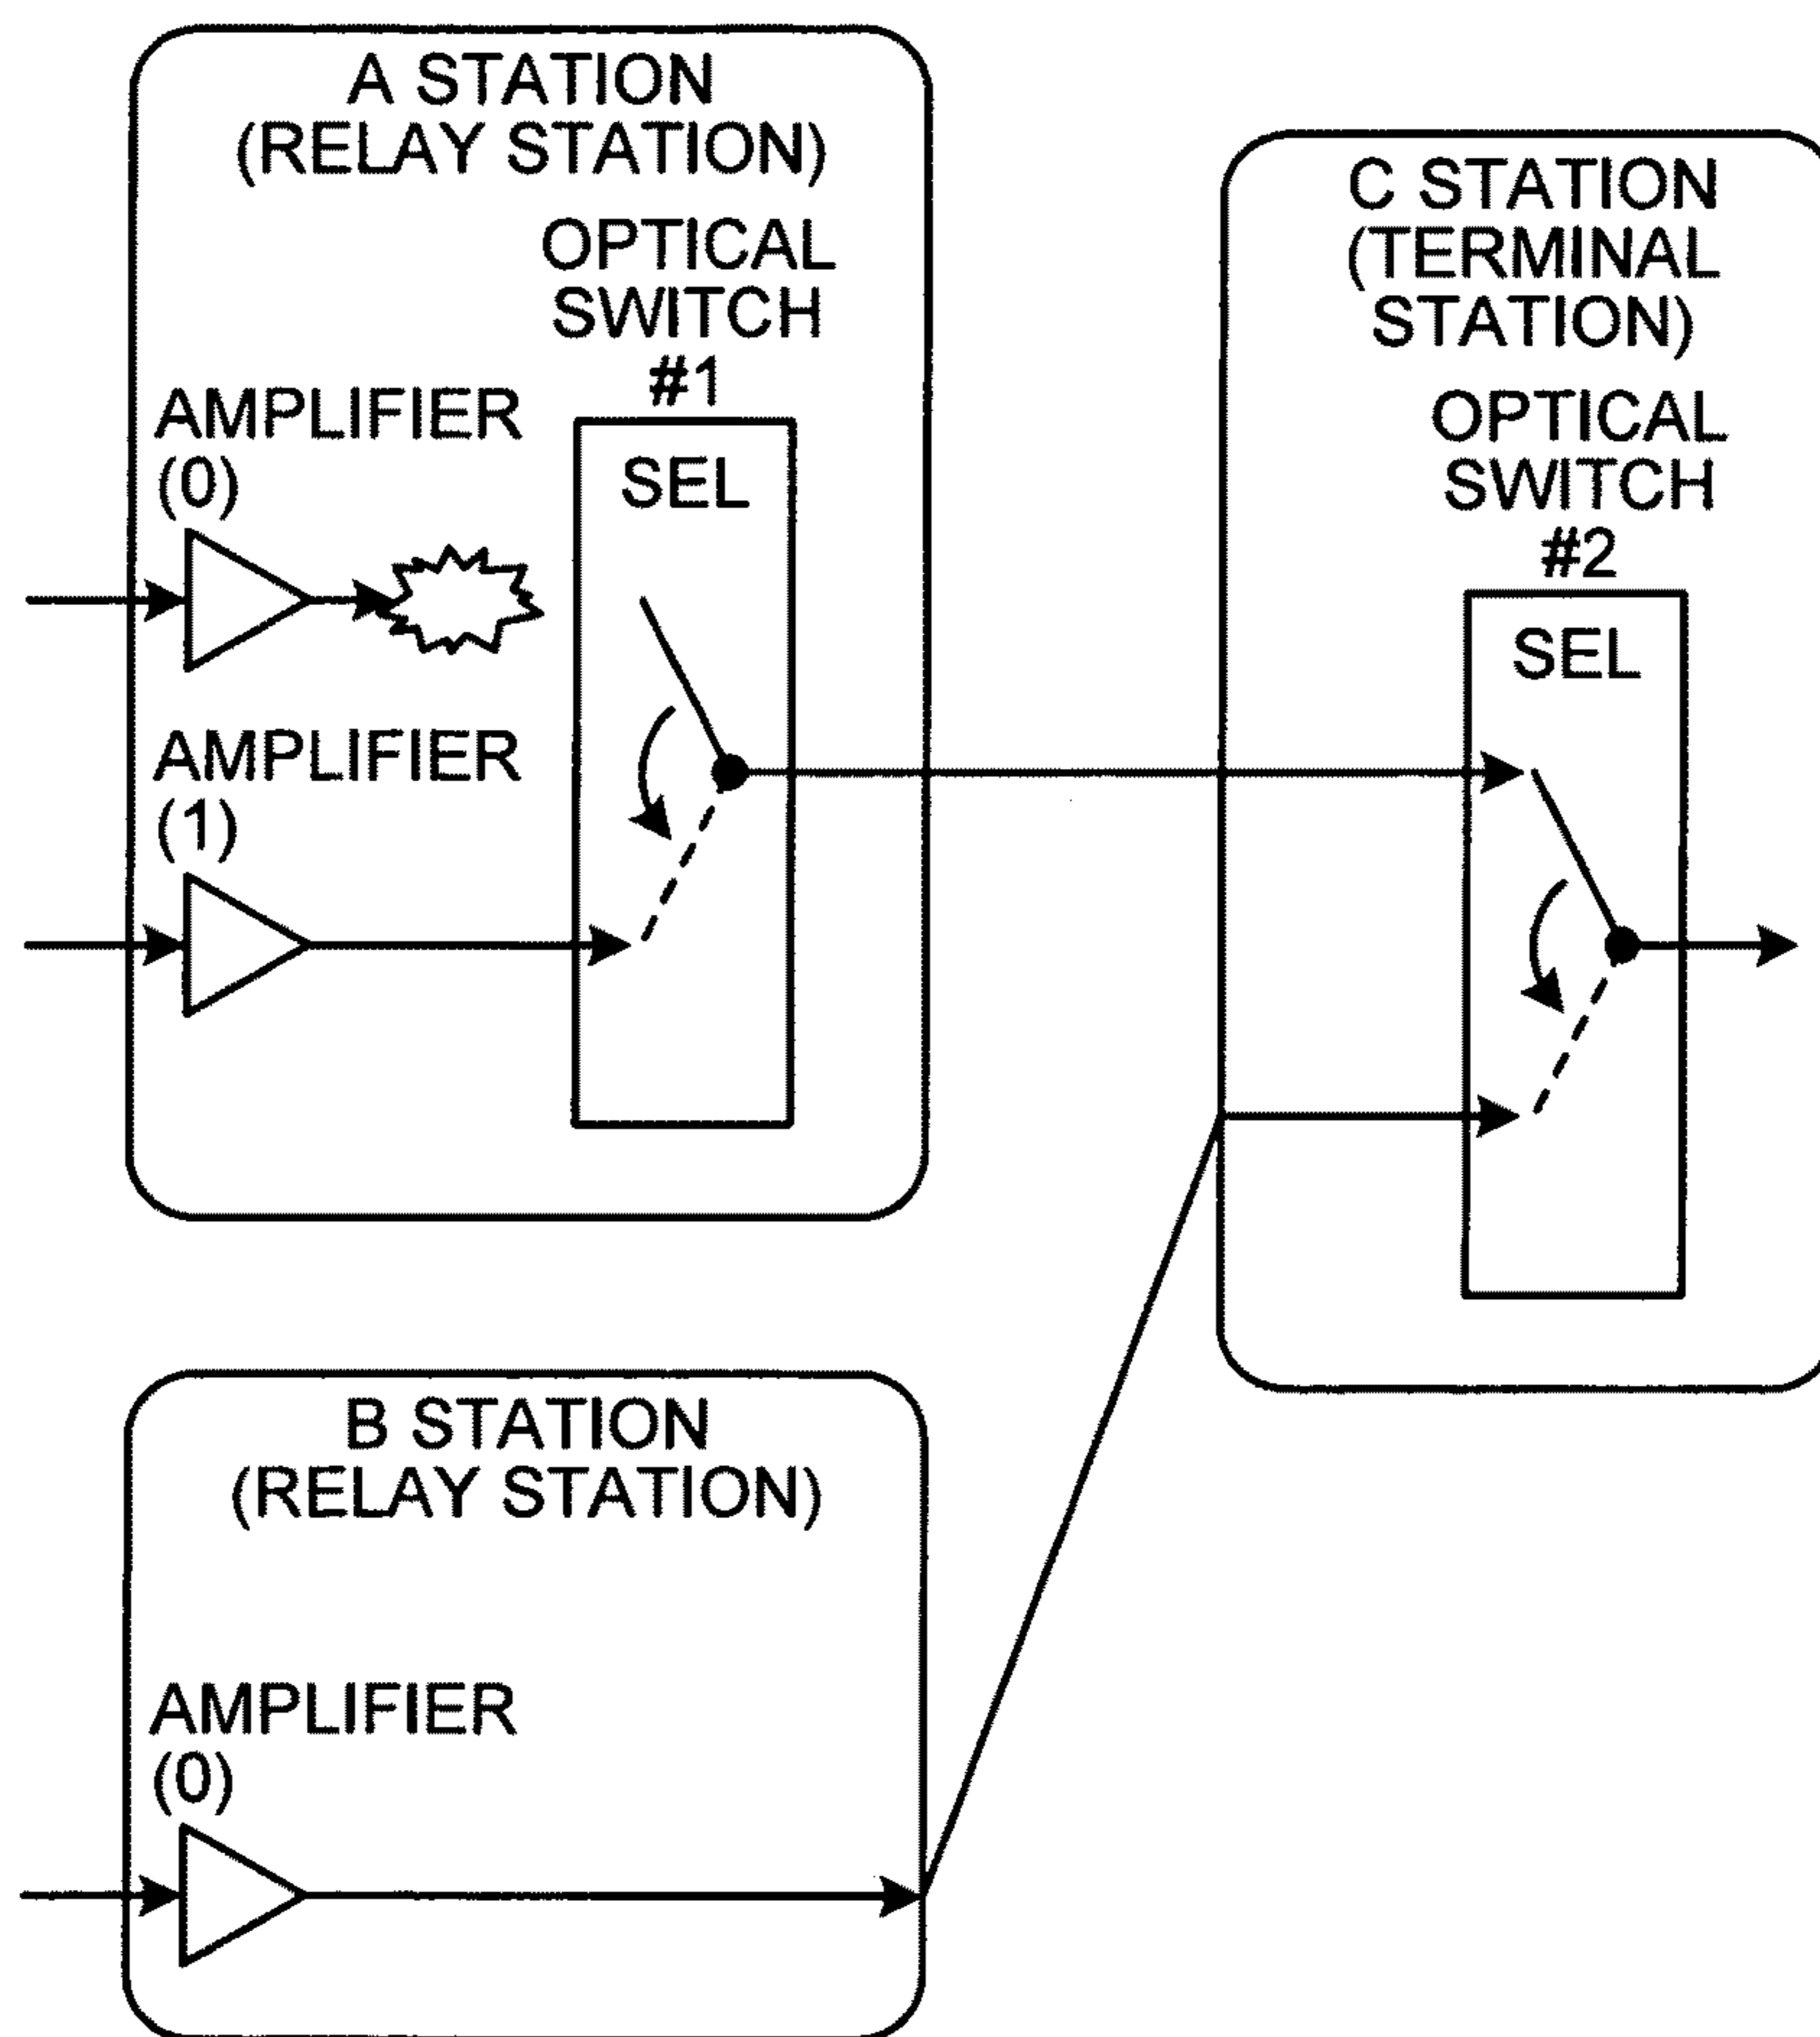 A STATION
(RELAY STATION)
OPTICAL
SWITCH
#1
SEL
AMPLIFIER
(0)
AMPLIFIER
(1)
C STATION
(TERMINAL
STATION)
OPTICAL
SWITCH
#2
SEL
B STATION
(RELAY STATION)
AMPLIFIER
(0)